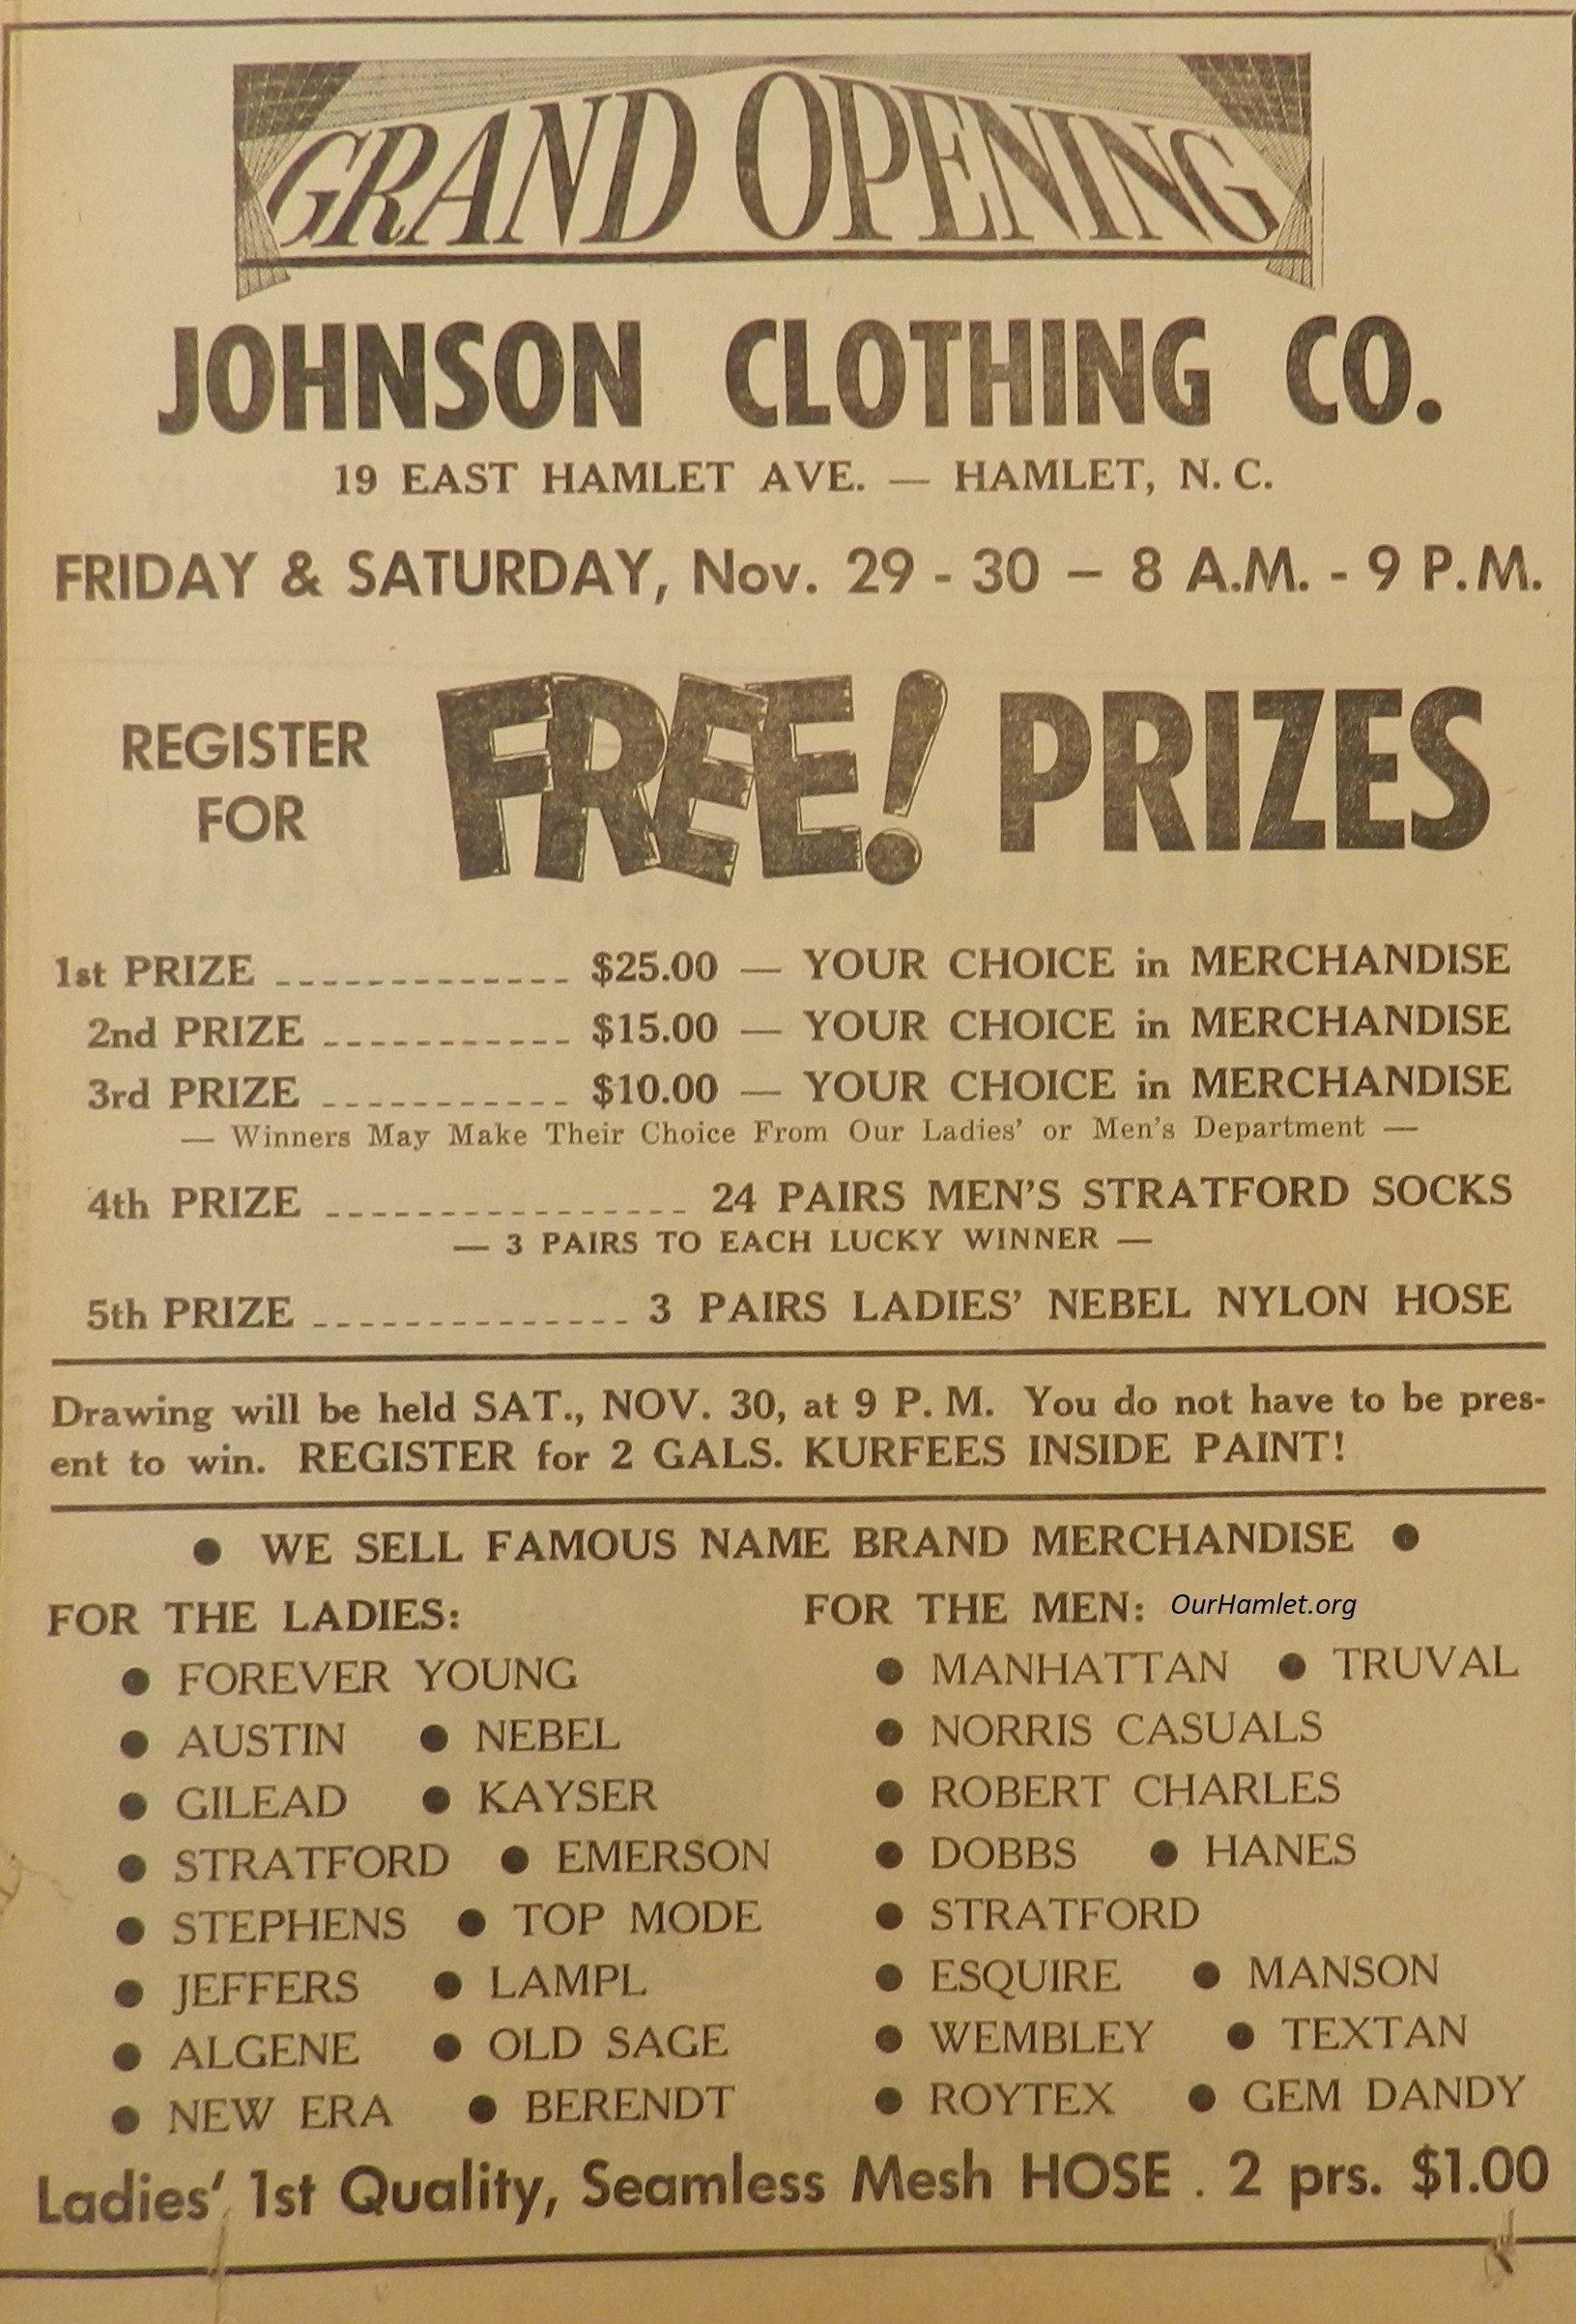 GRAND OPENING
JOHNSON CLOTHING CO.
19 EAST HAMLET AVE. — HAMLET, N. C.
FRIDAY & SATURDAY, Nov. 29 - 30 — 8 A.M. - 9 P.M.
REGISTER
FOR
FREE! PRIZES
1st PRIZE _____________ $25.00 — YOUR CHOICE in MERCHANDISE
2nd PRIZE ___________ $15.00 — YOUR CHOICE in MERCHANDISE
3rd PRIZE ___________ $10.00 — YOUR CHOICE in MERCHANDISE
— Winners May Make Their Choice From Our Ladies' or Men's Department —
4th PRIZE ________________ 24 PAIRS MEN'S STRATFORD SOCKS
— 3 PAIRS TO EACH LUCKY WINNER —
5th PRIZE ______________ 3 PAIRS LADIES' NEBEL NYLON HOSE
Drawing will be held SAT., NOV. 30, at 9 P. M. You do not have to be pres-
ent to win. REGISTER for 2 GALS. KURFEES INSIDE PAINT!
● WE SELL FAMOUS NAME BRAND MERCHANDISE ●
FOR THE LADIES:
● FOREVER YOUNG
● AUSTIN ● NEBEL
● GILEAD ● KAYSER
● STRATFORD ● EMERSON
● STEPHENS ● TOP MODE
● JEFFERS ● LAMPL
● ALGENE ● OLD SAGE
● NEW ERA ● BERENDT
FOR THE MEN: OurHamlet.org
● MANHATTAN ● TRUVAL
● NORRIS CASUALS
● ROBERT CHARLES
● DOBBS ● HANES
● STRATFORD
● ESQUIRE ● MANSON
● WEMBLEY ● TEXTAN
● ROYTEX ● GEM DANDY
Ladies' 1st Quality, Seamless Mesh HOSE . 2 prs. $1.00